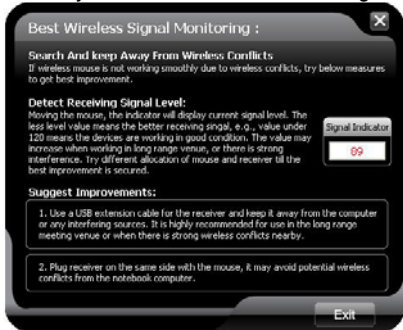 Best Wireless Signal Monitoring :
X
Search And keep Away From Wireless Conflicts
If wireless mouse is not working smoothly due to wireless conflicts, try below measures
to get best improvement.
Detect Receiving Signal Level:
Moving the mouse, the indicator will display current signal level. The
less level value means the better receiving singal, e.g., value under
120 means the devices are working in good condition. The value may
increase when working in long range venue, or there is strong
interference. Try different allocation of mouse and receiver till the
best improvement is secured.
Signal Indicator
89
Suggest Improvements:
1. Use a USB extension cable for the receiver and keep it away from the computer
or any interfering sources. It is highly recommended for use in the long range
meeting venue or when there is strong wireless conflicts nearby.
2. Plug receiver on the same side with the mouse, it may avoid potential wireless
conflicts from the notebook computer.
Exit